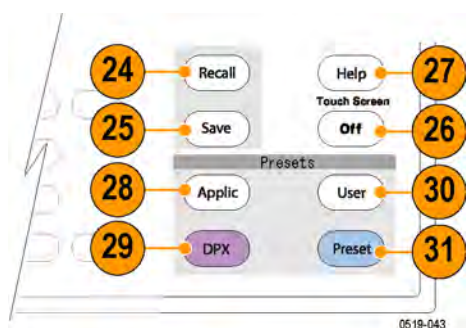 24 Recall Help 27
Touch Screen
25 Save Off 26
Presets
28 Applic User 30
29 DPX Preset 31
0519-043